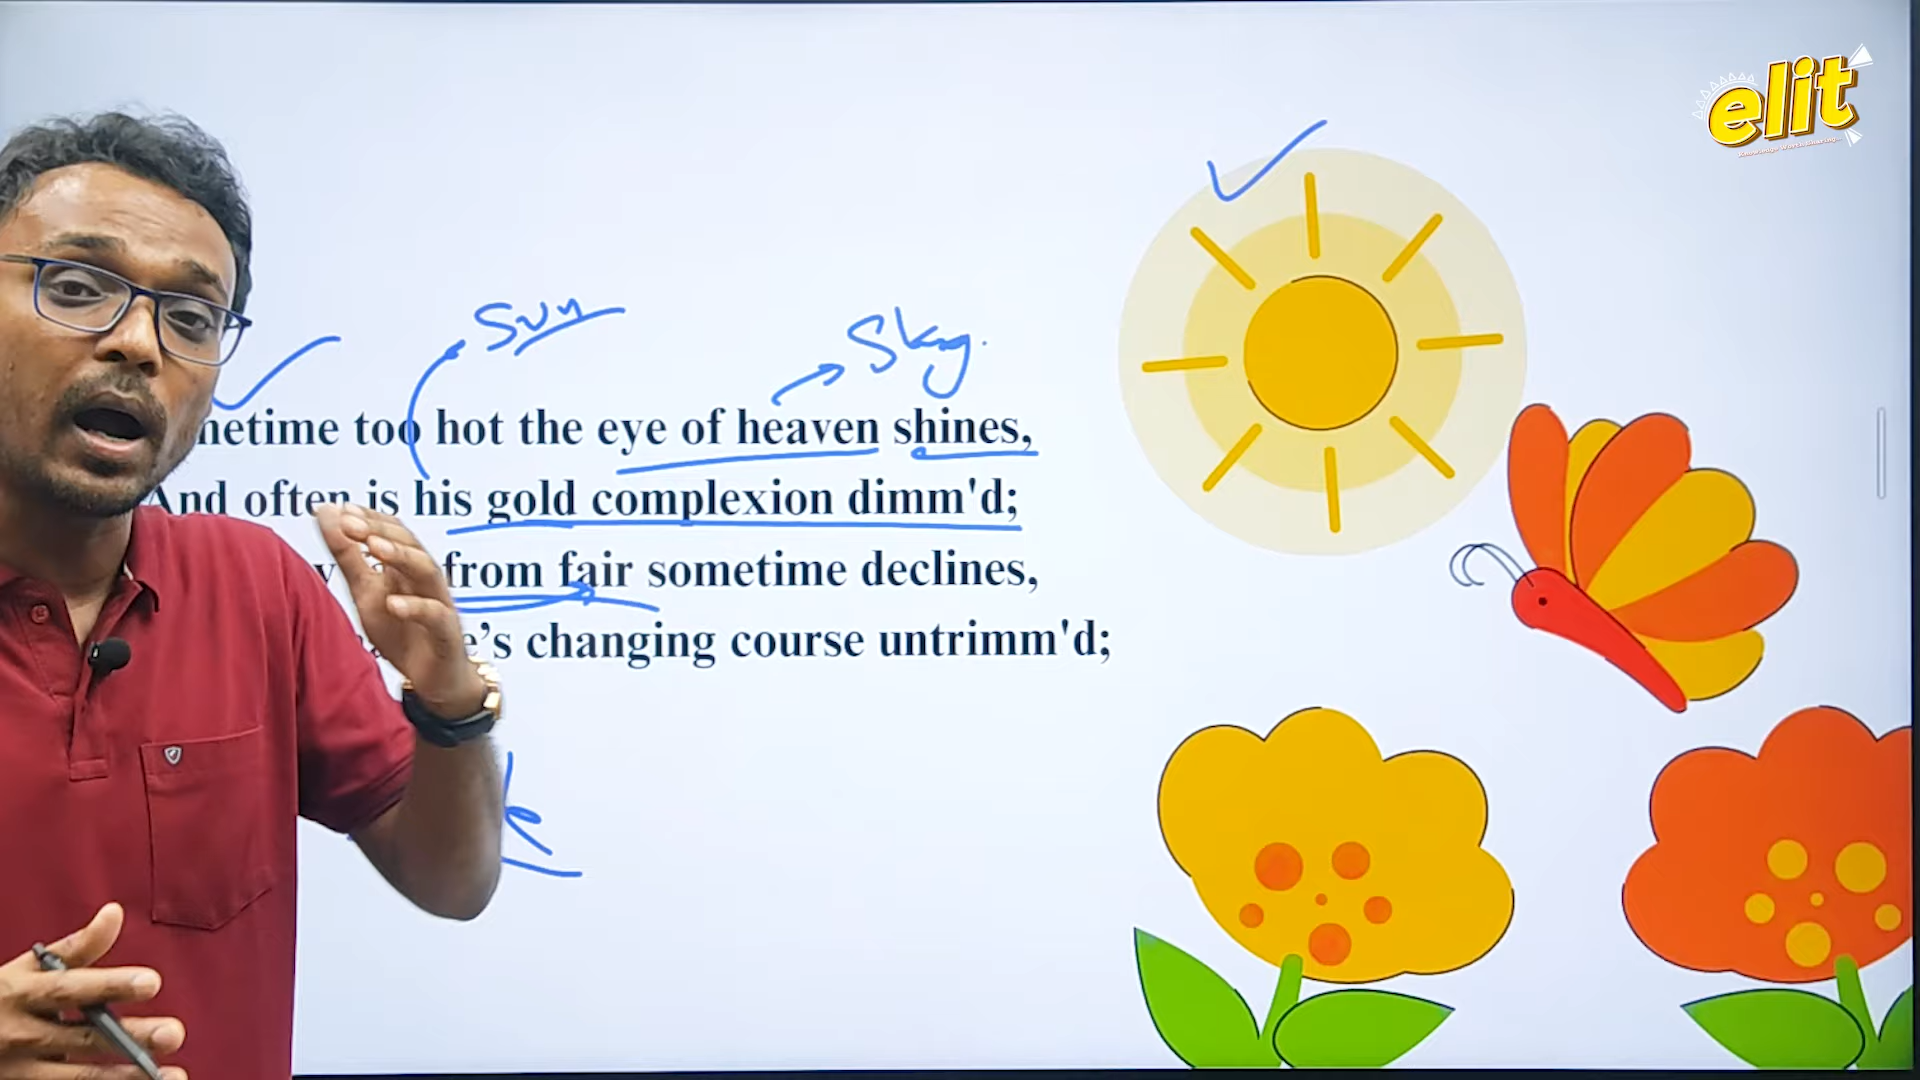 elit
Sun
Sky.
metime too hot the eye of heaven shines,
And often is his gold complexion dimm'd;
from fair sometime declines,
e’s changing course untrimm'd;